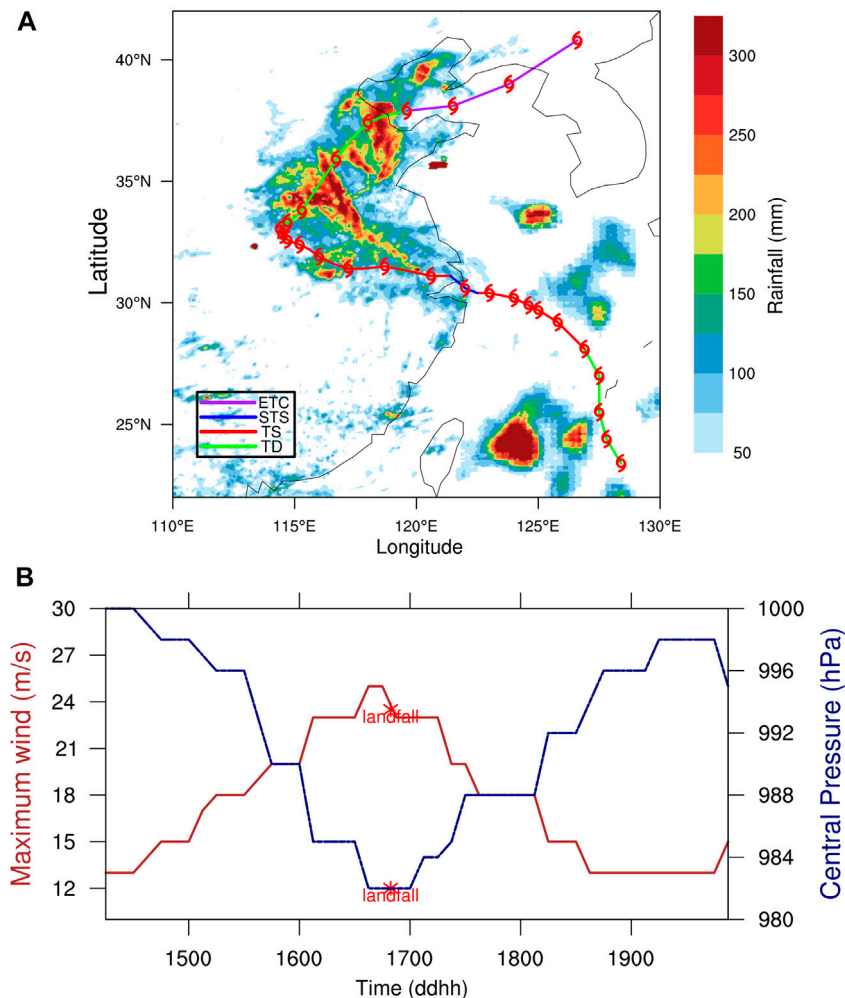 A
40°N
35°N
30°N
25°N
Latitude
110°E 115°E 120°E 125°E 130°E
Longitude
ETC
STS
TS
TD
300
250
200
150
100
50
Rainfall (mm)
B
30
27
24
21
18
15
12
Maximum wind (m/s)
landfall
landfall
1000
996
992
988
984
980
Central Pressure (hPa)
1500 1600 1700 1800 1900
Time (ddhh)